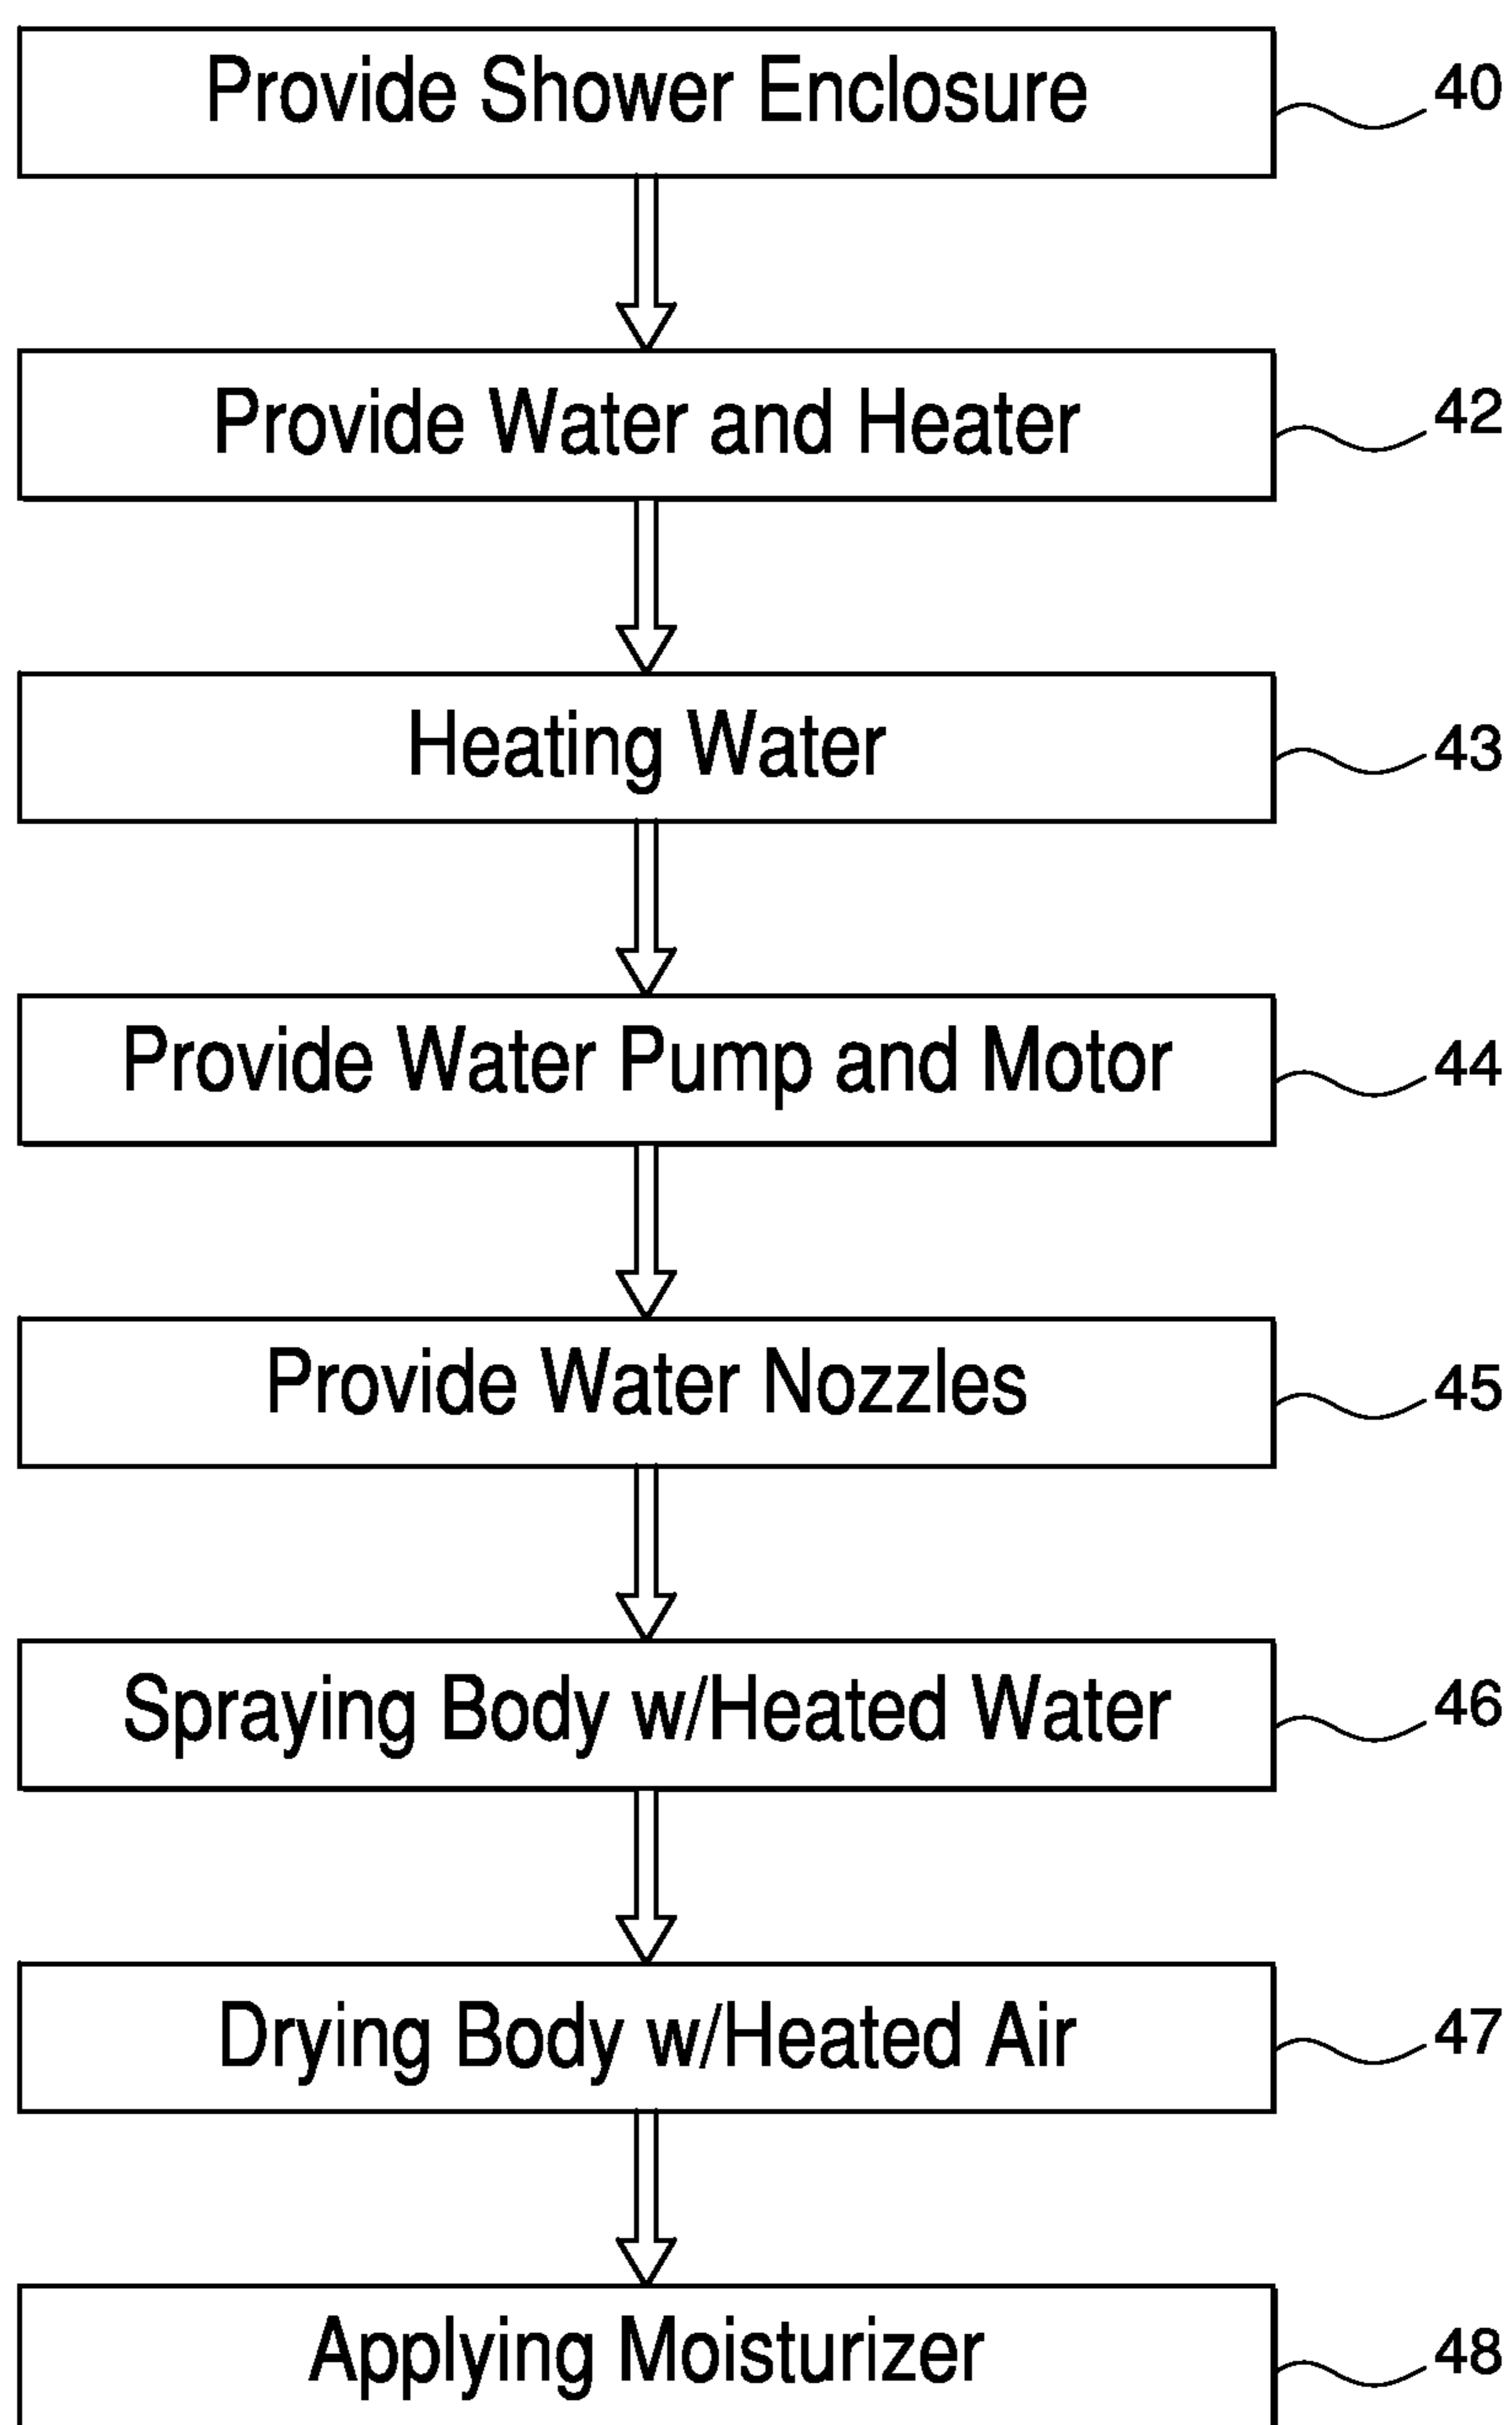 Provide Shower Enclosure 40
Provide Water and Heater 42
Heating Water 43
Provide Water Pump and Motor 44
Provide Water Nozzles 45
Spraying Body w/Heated Water 46
Drying Body w/Heated Air 47
Applying Moisturizer 48